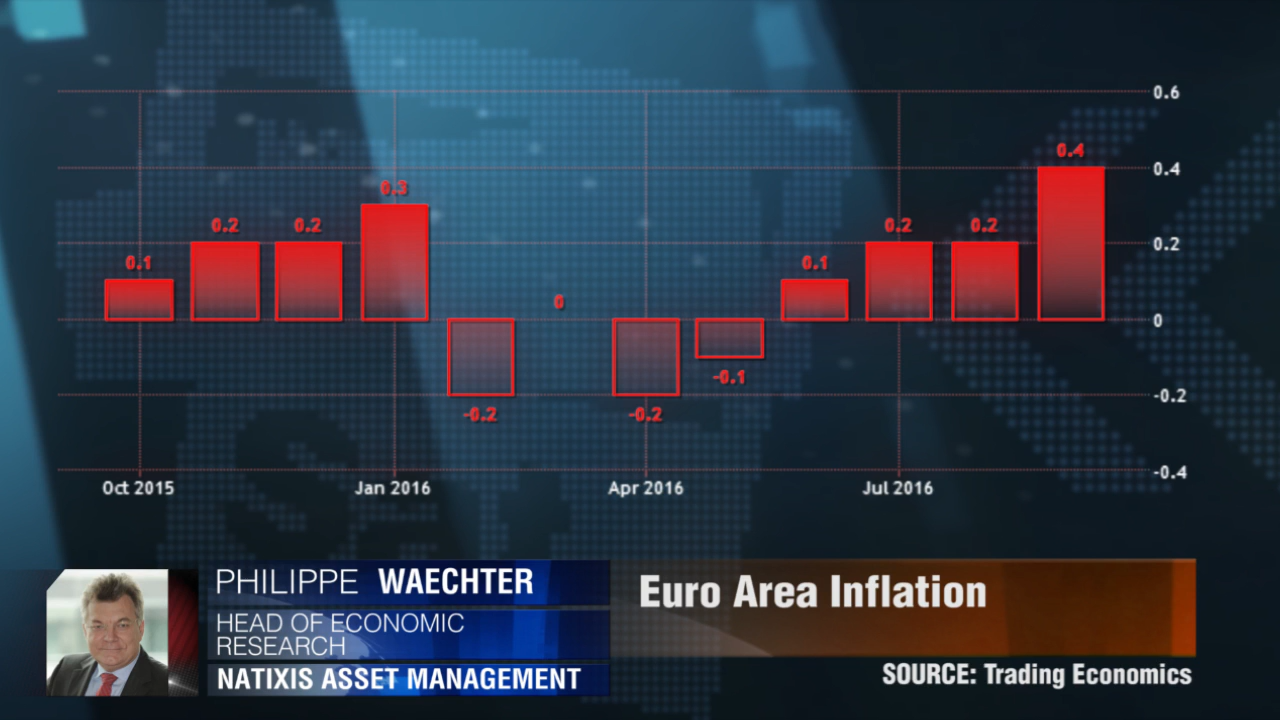 0.6
0.4
0.4
0.3
0.2
0.2
0.2
0.2
0.2
0.1
0.1
0
0
-0.1
-0.2
-0.2
-0.2
-0.4
Oct 2015
Jan 2016
Apr 2016
Jul 2016
PHILIPPE WAECHTER
HEAD OF ECONOMIC
RESEARCH
NATIXIS ASSET MANAGEMENT
Euro Area Inflation
SOURCE: Trading Economics